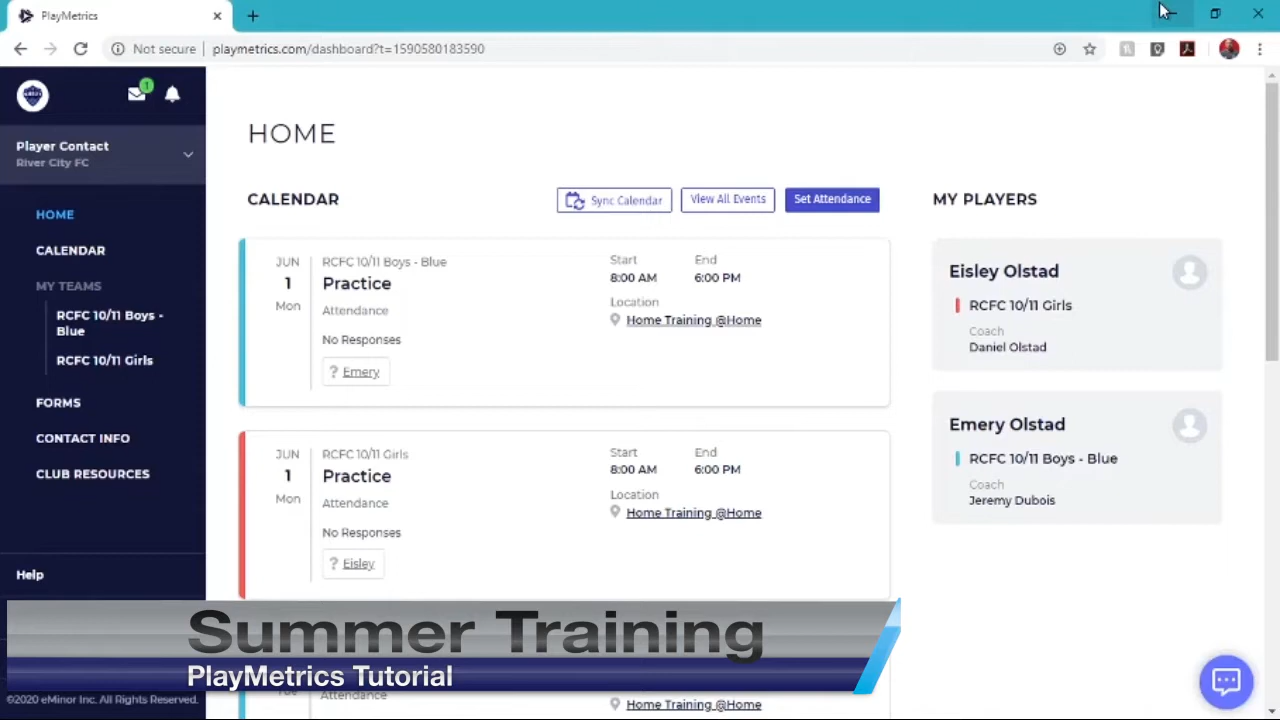 PlayMetrics
Not secure
playmetrics.com/dashboard?t=1590580183590
1
Player Contact
River City FC
HOME
CALENDAR
MY TEAMS
RCFC 10/11 Boys -
Blue
RCFC 10/11 Girls
FORMS
CONTACT INFO
CLUB RESOURCES
Help
©2020 eMinor Inc. All Rights Reserved.
HOME
CALENDAR
Sync Calendar
View All Events
Set Attendance
JUN
1
Mon
RCFC 10/11 Boys - Blue
Practice
Attendance
No Responses
? Emery
Start
8:00 AM
End
6:00 PM
Location
Home Training @Home
JUN
1
Mon
RCFC 10/11 Girls
Practice
Attendance
No Responses
? Eisley
Start
8:00 AM
End
6:00 PM
Location
Home Training @Home
Tue
Attendance
Home Training @Home
MY PLAYERS
Eisley Olstad
RCFC 10/11 Girls
Coach
Daniel Olstad
Emery Olstad
RCFC 10/11 Boys - Blue
Coach
Jeremy Dubois
Summer Training
PlayMetrics Tutorial